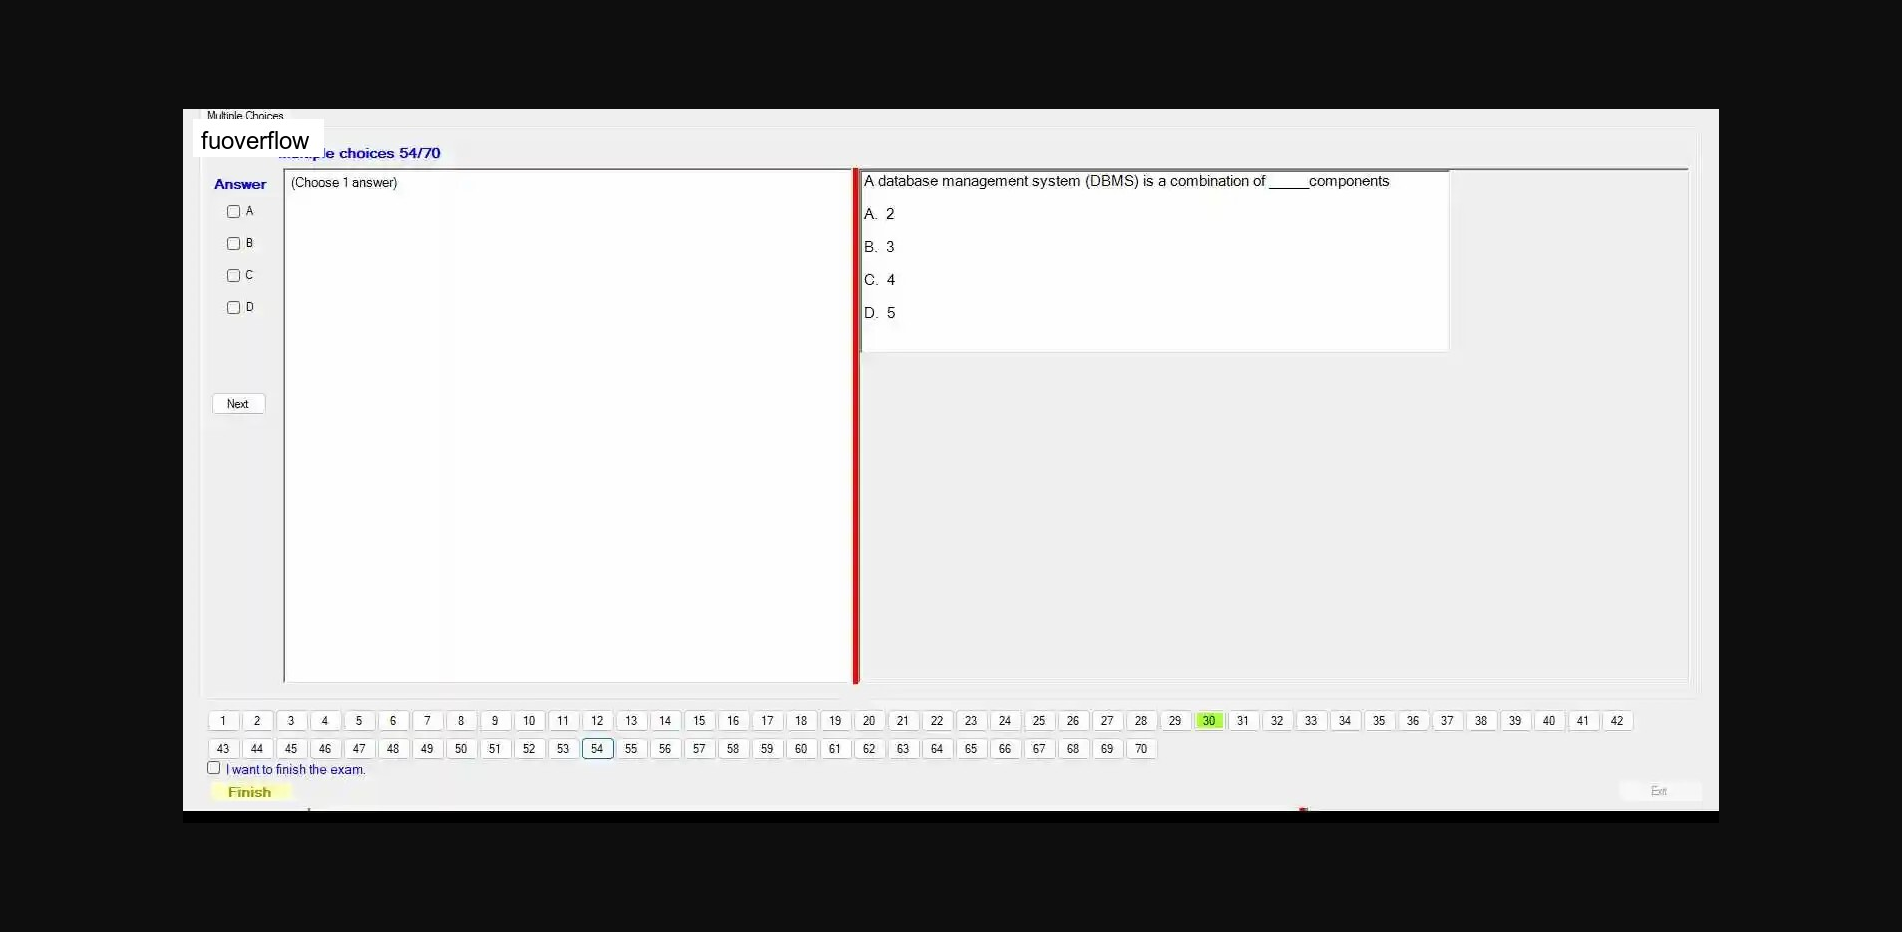 Multiple Choices
fuoverflow
choices 54/70
Answer
(Choose 1 answer)
A
B
C
D
Next
A database management system (DBMS) is a combination of _____components
A. 2
B. 3
C. 4
D. 5
1 2 3 4 5 6 7 8 9 10 11 12 13 14 15 16 17 18 19 20 21 22 23 24 25 26 27 28 29 30 31 32 33 34 35 36 37 38 39 40 41 42
43 44 45 46 47 48 49 50 51 52 53 54 55 56 57 58 59 60 61 62 63 64 65 66 67 68 69 70
I want to finish the exam.
Finish
Exit